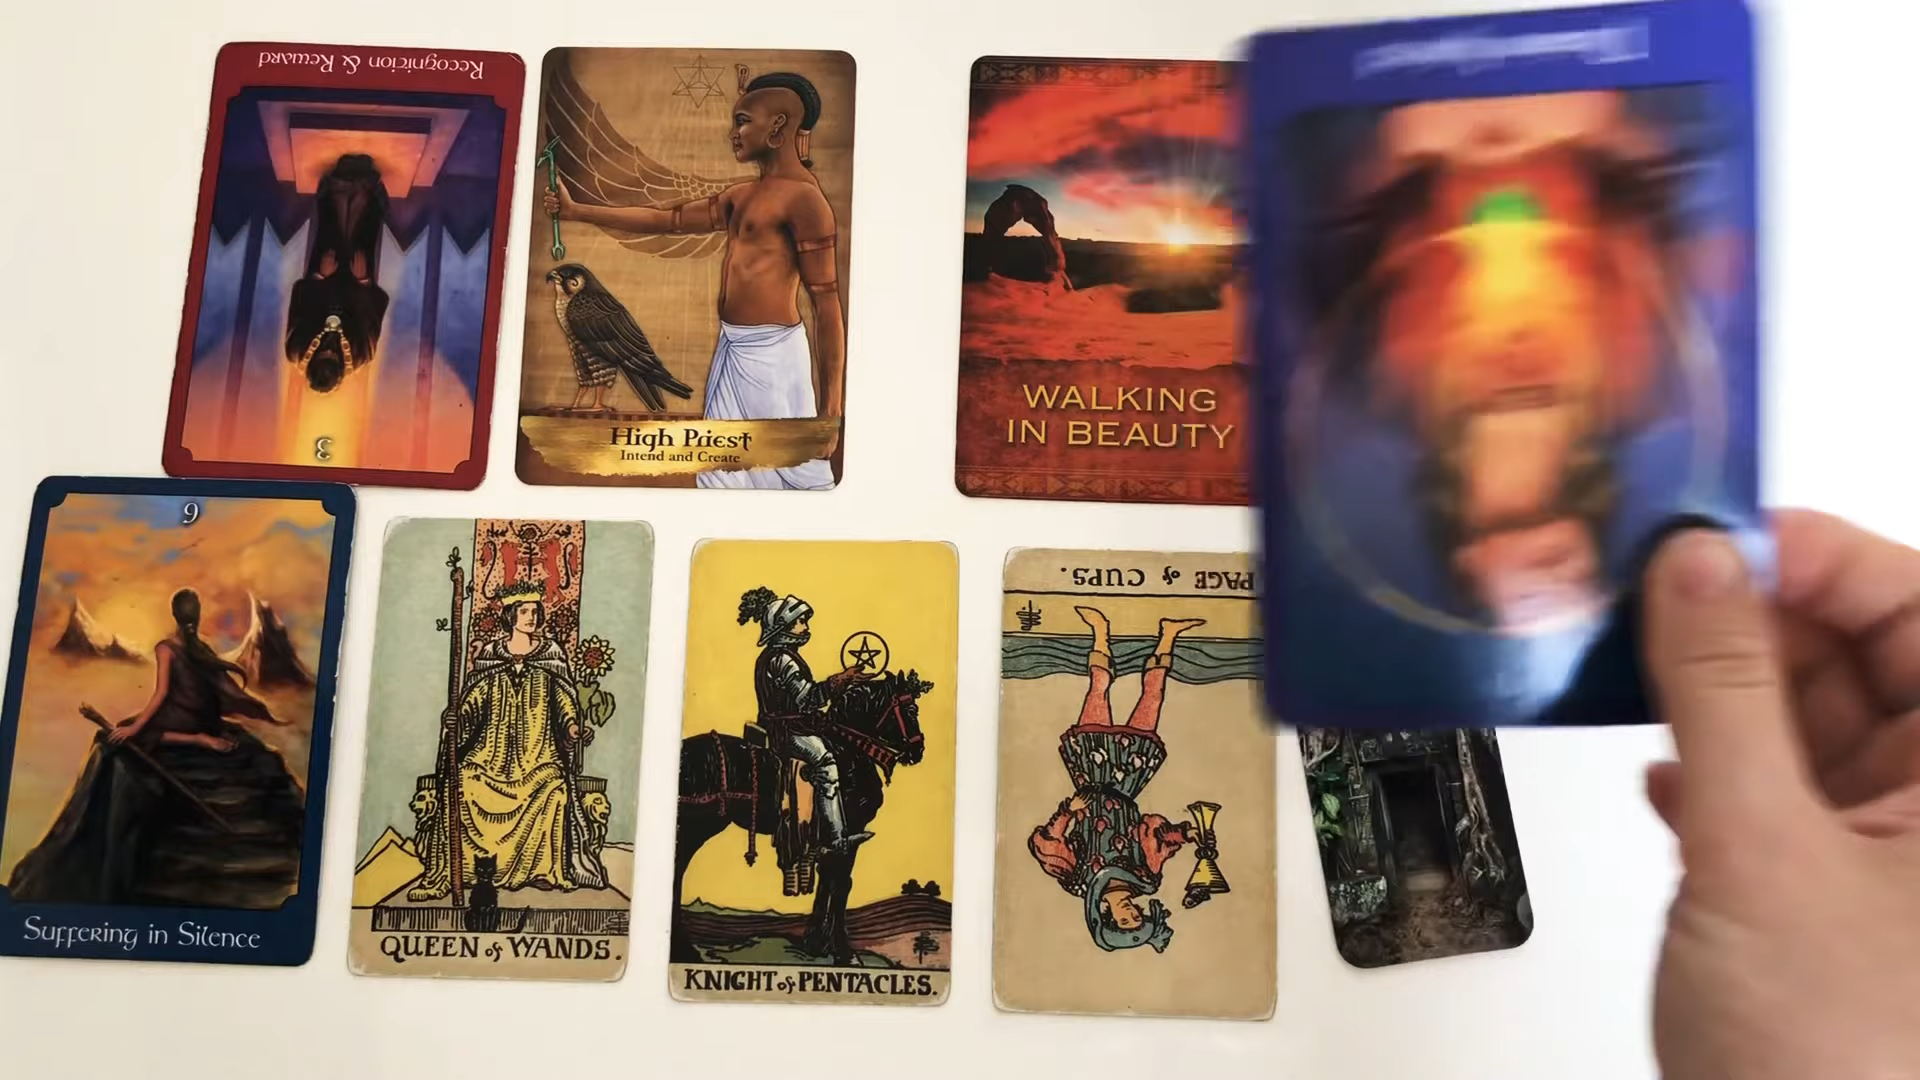 Recognition & Reward
3
High Priest
Intend and Create
WALKING
IN BEAUTY
6
Suffering in Silence
QUEEN of WANDS.
KNIGHT of PENTACLES.
PAGE of CUPS.